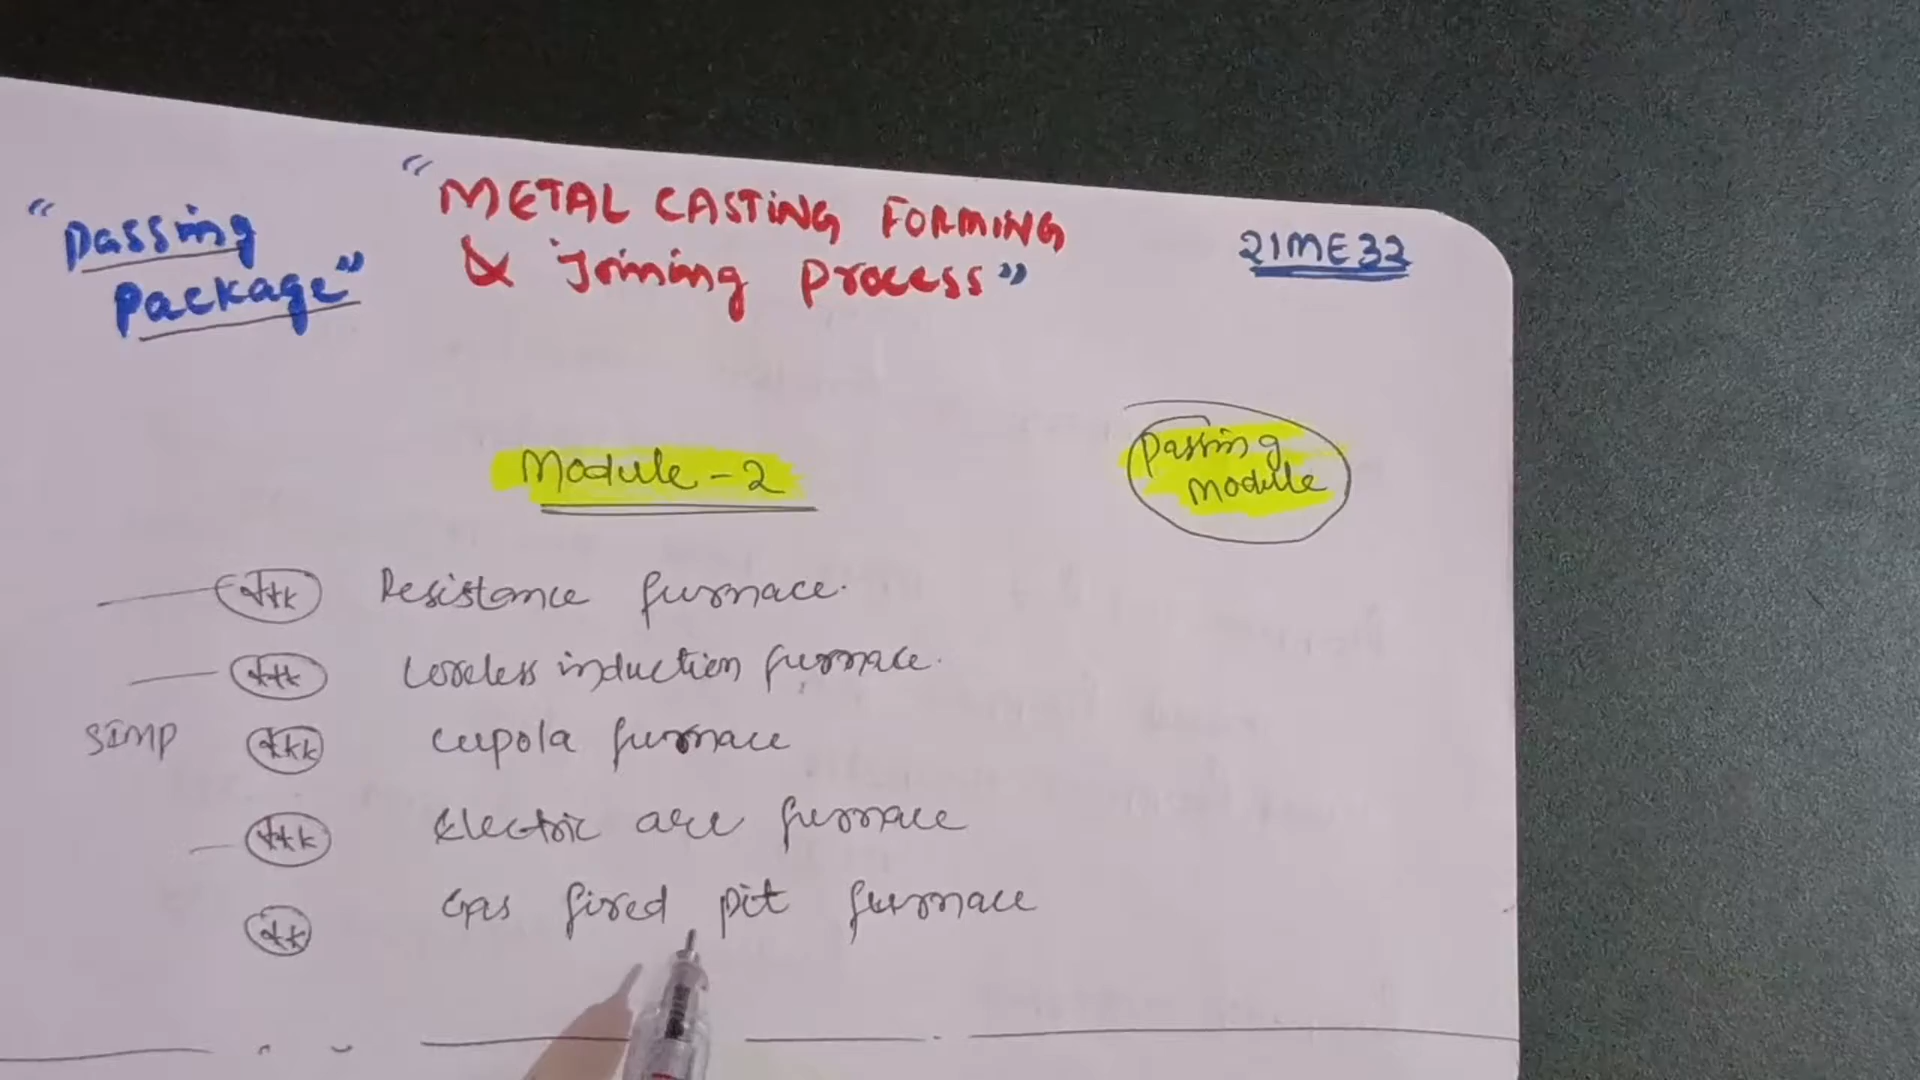 "Passing
Package"
"METAL CASTING FORMING
& Joining Process"
21ME32
Module-2
Passing
Module
*** Resistance furnace.
*** Coreless induction furnace.
SIMP *** Cupola furnace
*** Electric arc furnace
** Gas fired pit furnace